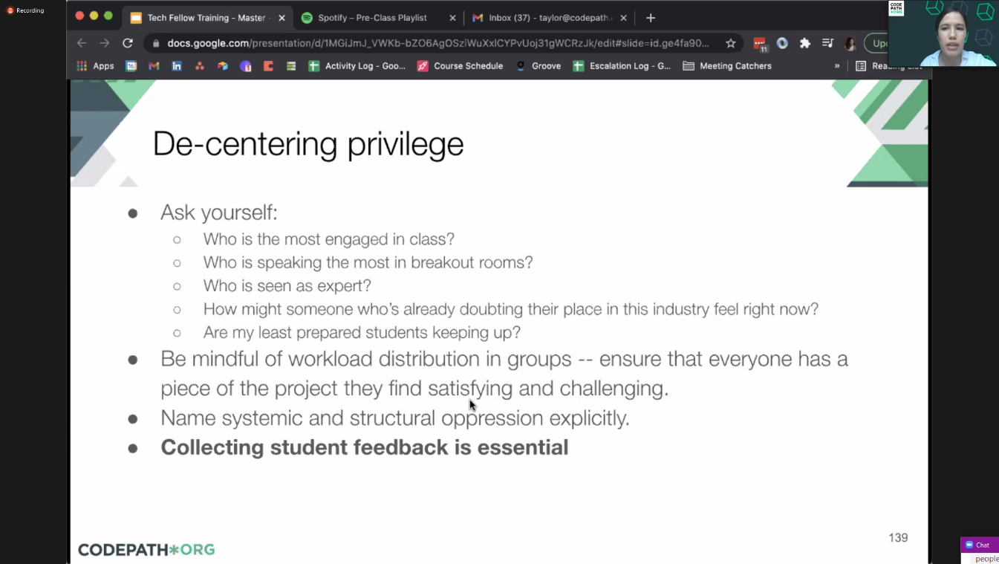 Recording
Tech Fellow Training - Master
Spotify – Pre-Class Playlist
Inbox (37) - taylor@codepath.
docs.google.com/presentation/d/1MGiJmJ_VWKb-bZO6AgOSziWuXxlCYPvUoj31gWCRzJk/edit#slide=id.ge4fa90...
11
Apps
Activity Log - Goo...
Course Schedule
Groove
Escalation Log - G...
Meeting Catchers
»
CODE
PATH
*ORG
De-centering privilege
● Ask yourself:
○ Who is the most engaged in class?
○ Who is speaking the most in breakout rooms?
○ Who is seen as expert?
○ How might someone who's already doubting their place in this industry feel right now?
○ Are my least prepared students keeping up?
● Be mindful of workload distribution in groups -- ensure that everyone has a
piece of the project they find satisfying and challenging.
● Name systemic and structural oppression explicitly.
● Collecting student feedback is essential
CODEPATH*ORG
139
Chat
people